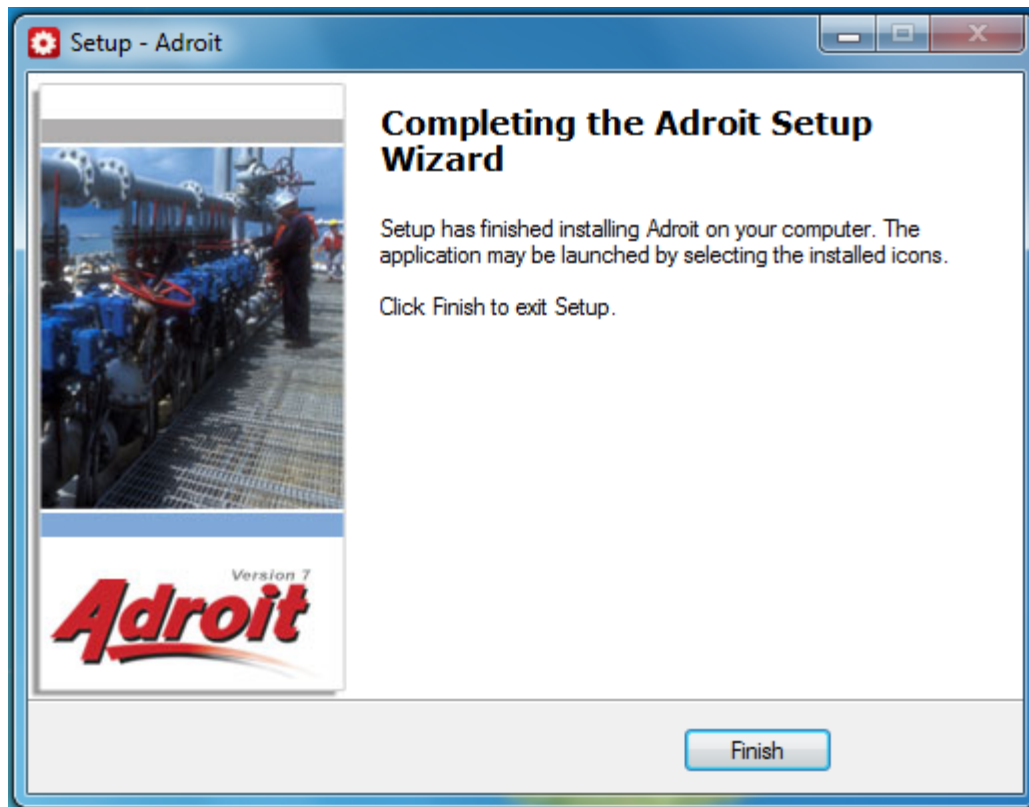 Setup - Adroit
Completing the Adroit Setup
Wizard
Setup has finished installing Adroit on your computer. The
application may be launched by selecting the installed icons.
Click Finish to exit Setup.
Version 7
Adroit
Finish